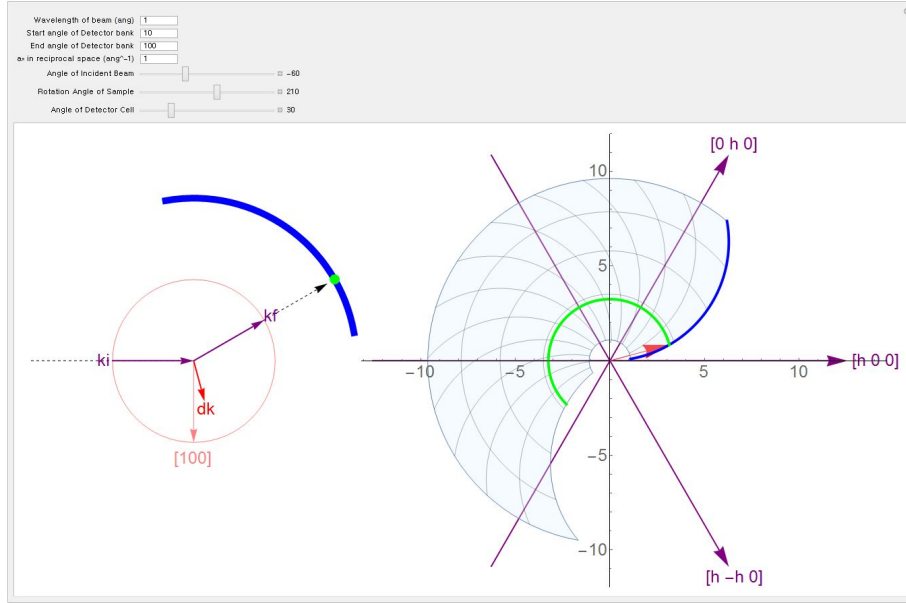 Wavelength of beam (ang) 1
Start angle of Detector bank 10
End angle of Detector bank 100
a* in reciprocal space (ang^-1) 1
Angle of Incident Beam -60
Rotation Angle of Sample 210
Angle of Detector Cell 30
[0 h 0]
10
5
kf
ki
[h 0 0]
-10 -5 5 10
dk
[100]
-5
-10
[h -h 0]